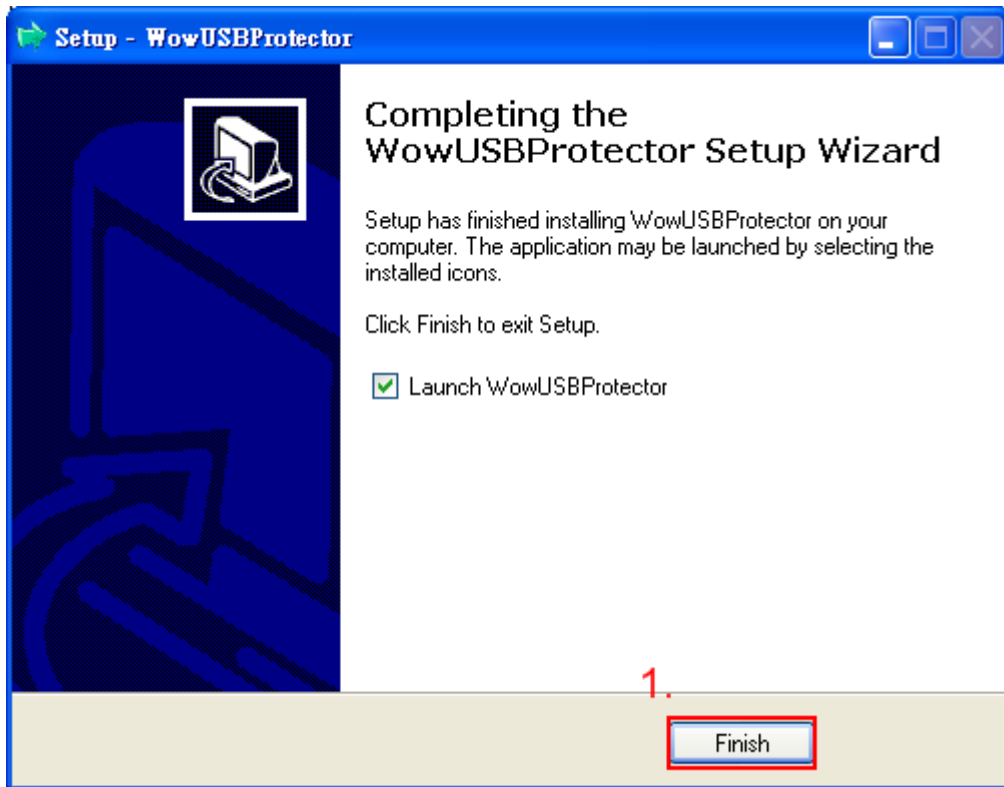 Setup - WowUSBProtector
Completing the
WowUSBProtector Setup Wizard
Setup has finished installing WowUSBProtector on your
computer. The application may be launched by selecting the
installed icons.
Click Finish to exit Setup.
Launch WowUSBProtector
1.
Finish